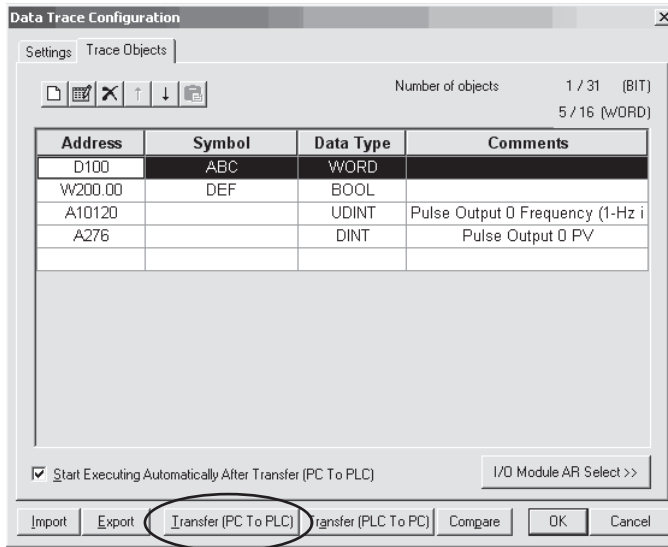 Data Trace Configuration
Settings Trace Objects
Number of objects 1 / 31 (BIT)
5 / 16 (WORD)
Address Symbol Data Type Comments
D100 ABC WORD
W200.00 DEF BOOL
A10120 UDINT Pulse Output 0 Frequency (1-Hz i
A276 DINT Pulse Output 0 PV
Start Executing Automatically After Transfer (PC To PLC)
I/O Module AR Select >>
Import Export Transfer (PC To PLC) Transfer (PLC To PC) Compare OK Cancel